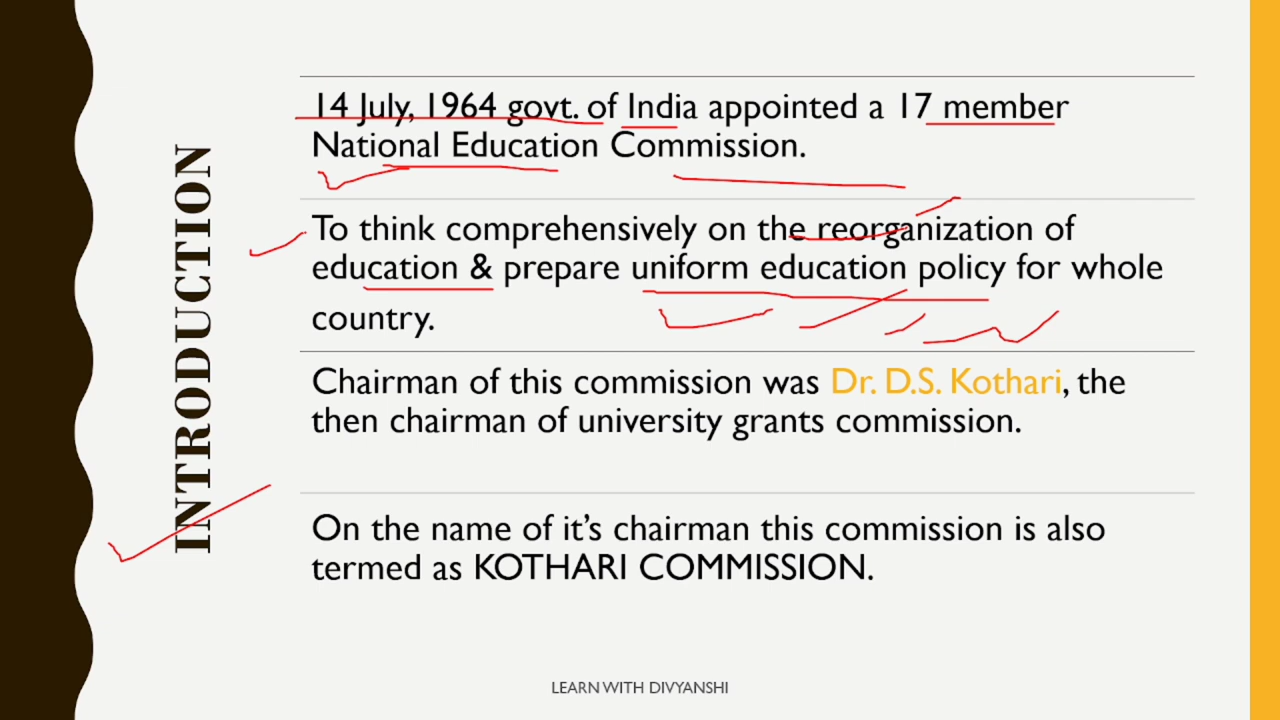 INTRODUCTION
14 July, 1964 govt. of India appointed a 17 member
National Education Commission.
To think comprehensively on the reorganization of
education & prepare uniform education policy for whole
country.
Chairman of this commission was Dr. D.S. Kothari, the
then chairman of university grants commission.
On the name of it’s chairman this commission is also
termed as KOTHARI COMMISSION.
LEARN WITH DIVYANSHI